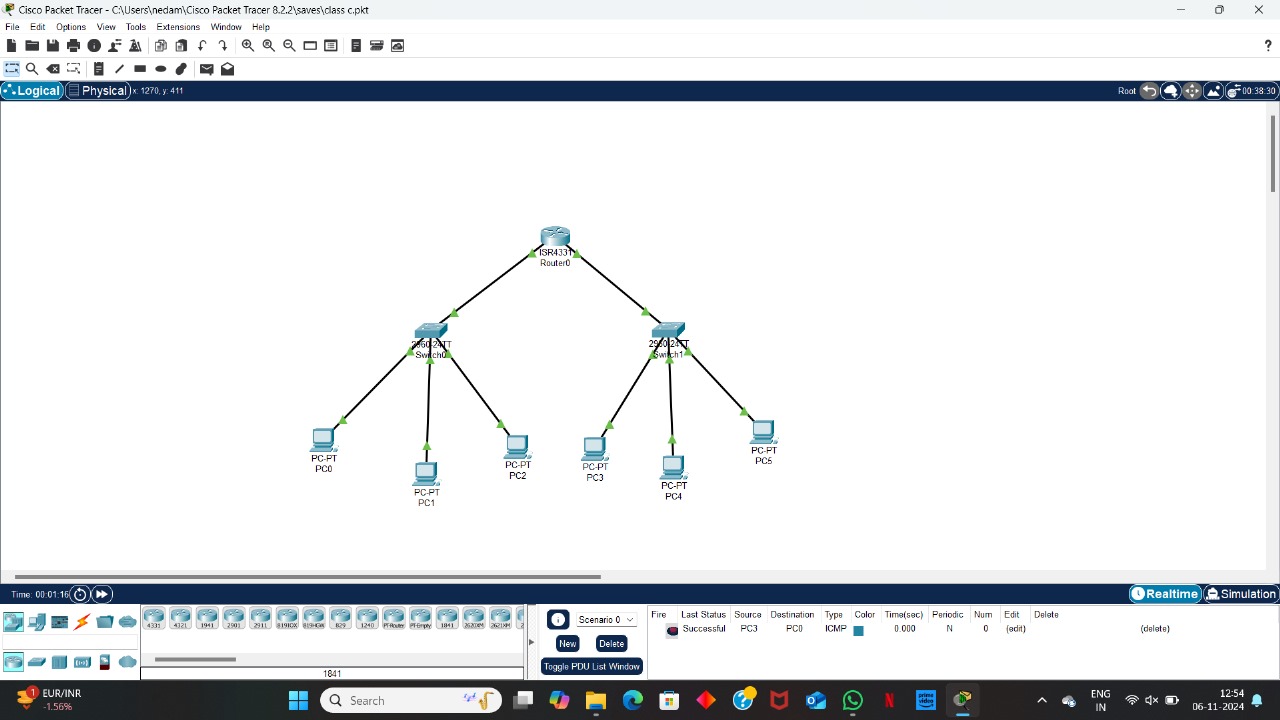 Cisco Packet Tracer - C:\Users\nedam\Cisco Packet Tracer 8.2.2\saves\class c.pkt
File Edit Options View Tools Extensions Window Help
?
Logical Physical x: 1270, y: 411 Root 00:38:30
ISR4331
Router0
2960-24TT
Switch0
2960-24TT
Switch1
PC-PT
PC0
PC-PT
PC1
PC-PT
PC2
PC-PT
PC3
PC-PT
PC4
PC-PT
PC5
Time: 00:01:16 Realtime Simulation
4331 4321 1941 2901 2911 819IOX 819HGW 829 1240 PT-Router PT-Empty 1841 2620XM 2621XM
1841
Scenario 0
New Delete
Toggle PDU List Window
Fire Last Status Source Destination Type Color Time(sec) Periodic Num Edit Delete
Successful PC3 PC0 ICMP 0.000 N 0 (edit) (delete)
1 EUR/INR
-1.56%
Search
prime video
ENG
IN
12:54
06-11-2024